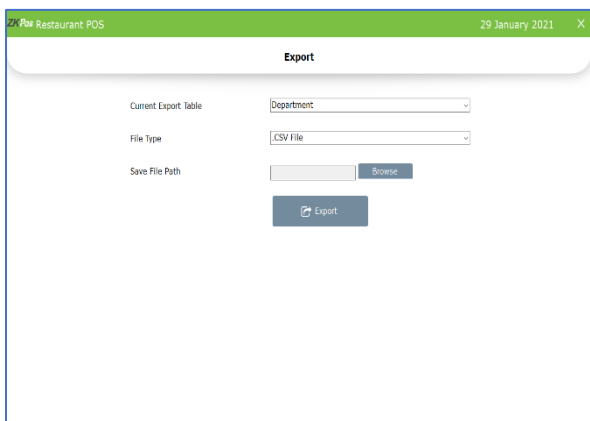 ZKPos Restaurant POS 29 January 2021 X
Export
Current Export Table Department
File Type .CSV File
Save File Path Browse
Export